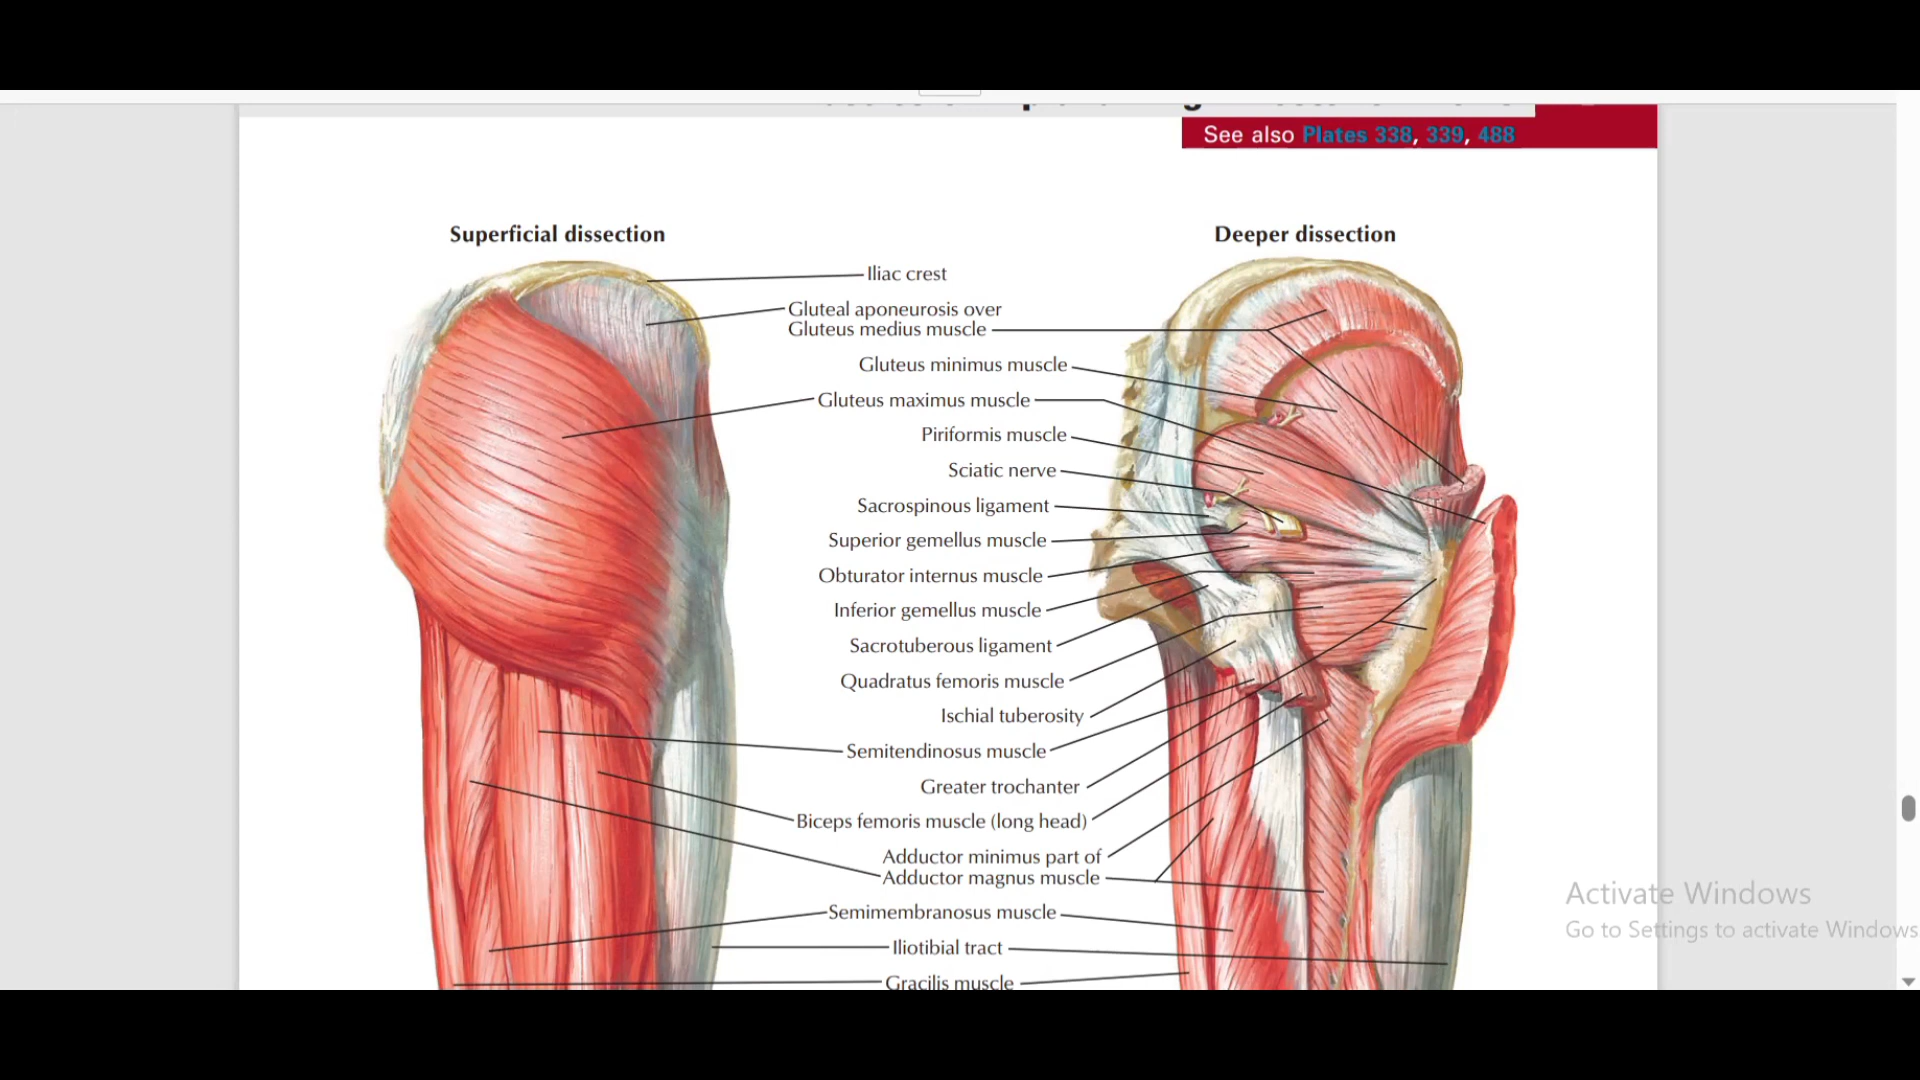 See also Plates 338, 339, 488
Superficial dissection
Deeper dissection
Iliac crest
Gluteal aponeurosis over
Gluteus medius muscle
Gluteus minimus muscle
Gluteus maximus muscle
Piriformis muscle
Sciatic nerve
Sacrospinous ligament
Superior gemellus muscle
Obturator internus muscle
Inferior gemellus muscle
Sacrotuberous ligament
Quadratus femoris muscle
Ischial tuberosity
Semitendinosus muscle
Greater trochanter
Biceps femoris muscle (long head)
Adductor minimus part of
Adductor magnus muscle
Semimembranosus muscle
Iliotibial tract
Gracilis muscle
Activate Windows
Go to Settings to activate Windows